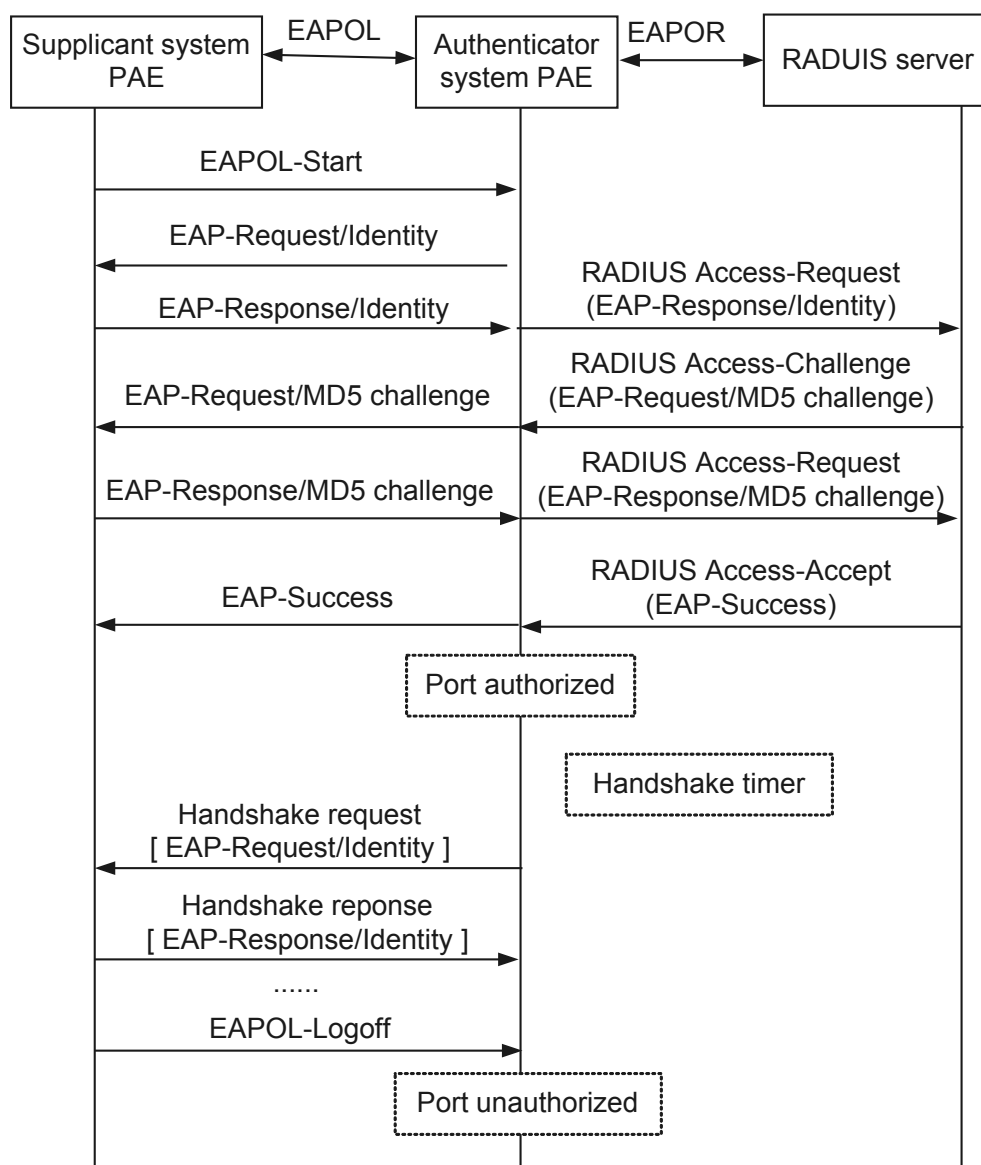 Supplicant system
PAE
EAPOL
Authenticator
system PAE
EAPOR
RADUIS server
EAPOL-Start
EAP-Request/Identity
EAP-Response/Identity
RADIUS Access-Request
(EAP-Response/Identity)
EAP-Request/MD5 challenge
RADIUS Access-Challenge
(EAP-Request/MD5 challenge)
EAP-Response/MD5 challenge
RADIUS Access-Request
(EAP-Response/MD5 challenge)
EAP-Success
RADIUS Access-Accept
(EAP-Success)
Port authorized
Handshake timer
Handshake request
[ EAP-Request/Identity ]
Handshake reponse
[ EAP-Response/Identity ]
......
EAPOL-Logoff
Port unauthorized